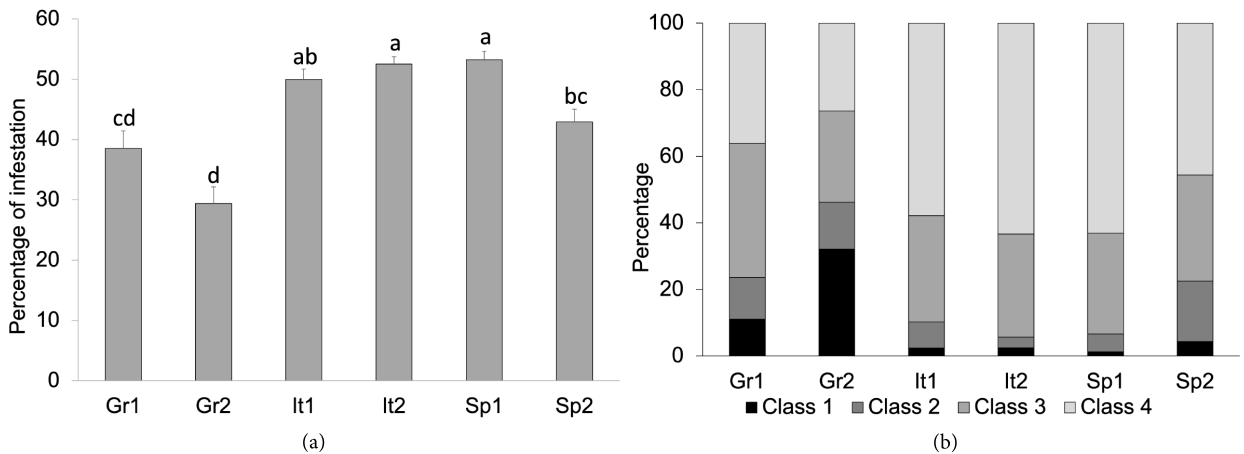 Percentage of infestation
60
50
40
30
20
10
0
cd
d
ab
a
a
bc
Gr1 Gr2 It1 It2 Sp1 Sp2
(a)
Percentage
100
80
60
40
20
0
Gr1 Gr2 It1 It2 Sp1 Sp2
Class 1 Class 2 Class 3 Class 4
(b)